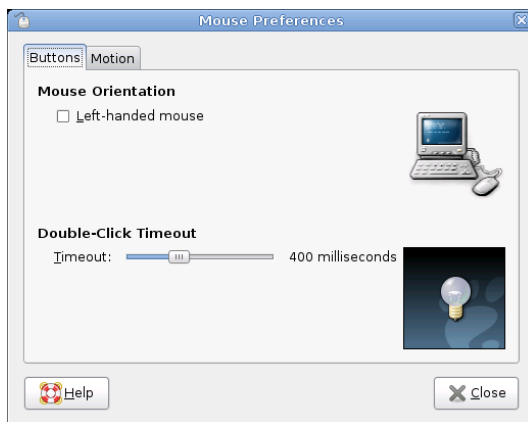 Mouse Preferences
Buttons
Motion
Mouse Orientation
Left-handed mouse
Double-Click Timeout
Timeout:
400 milliseconds
Help
Close